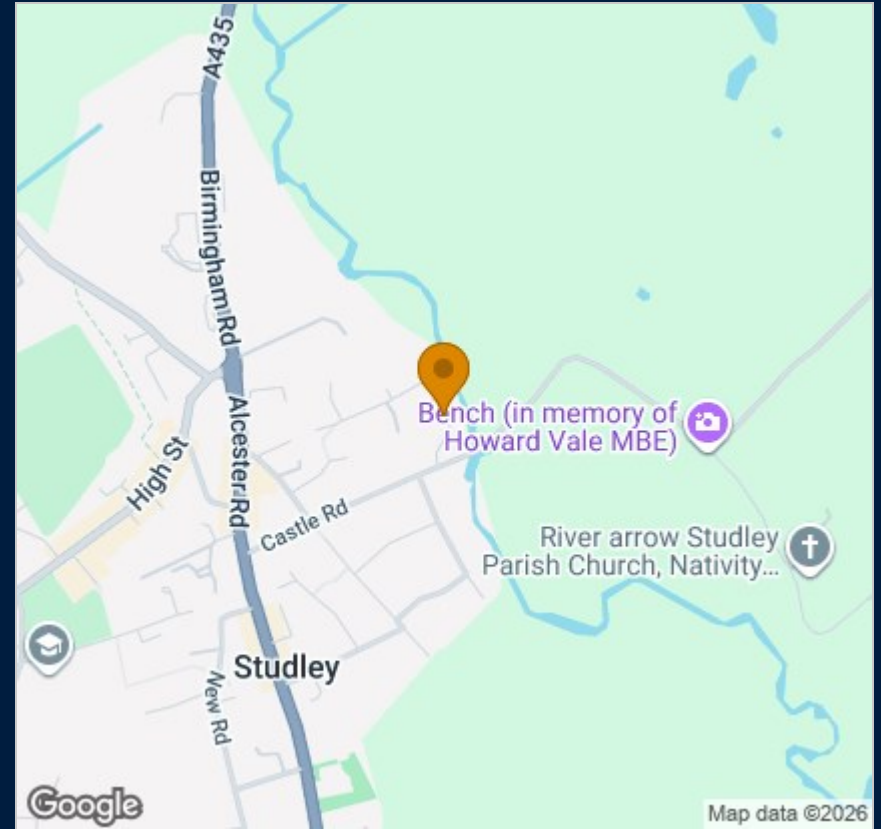 A435
Birmingham Rd
Alcester Rd
High St
Castle Rd
Bench (in memory of
Howard Vale MBE)
River arrow Studley
Parish Church, Nativity...
Studley
New Rd
Google
Map data ©2026